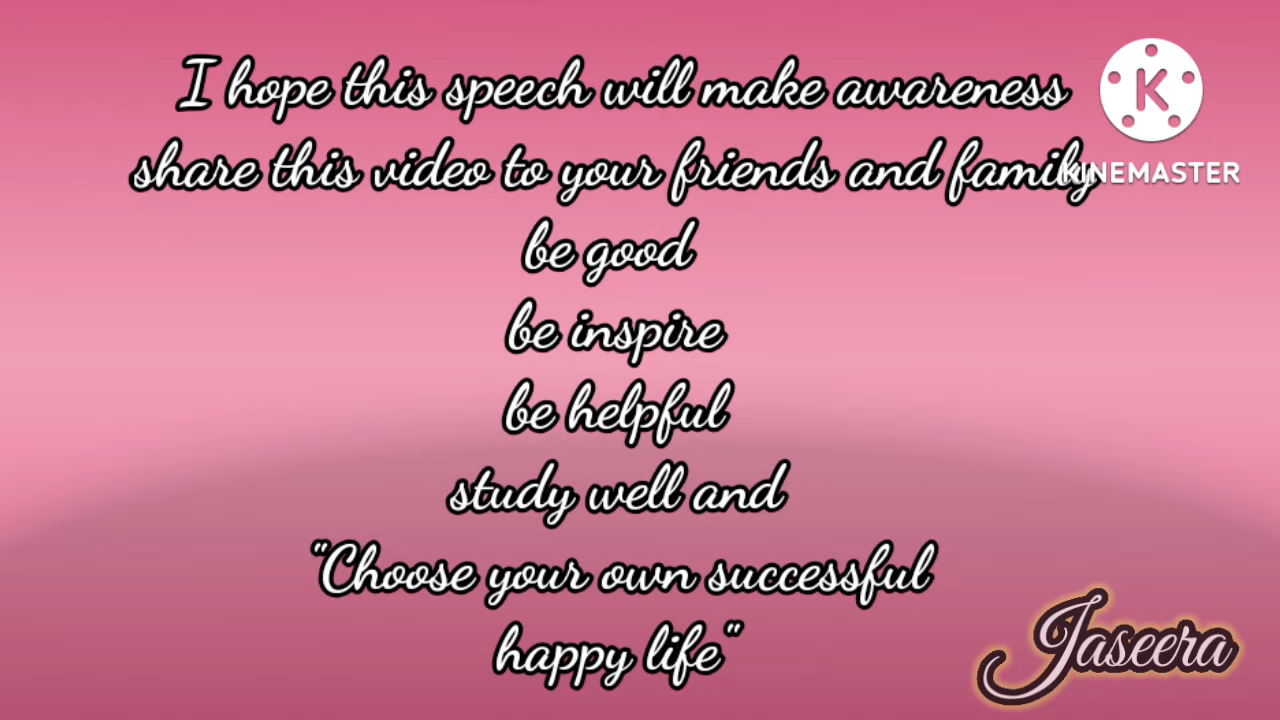 I hope this speech will make awareness
share this video to your friends and family
be good
be inspire
be helpful
study well and
"Choose your own successful
happy life"
K
KINEMASTER
Jaseera